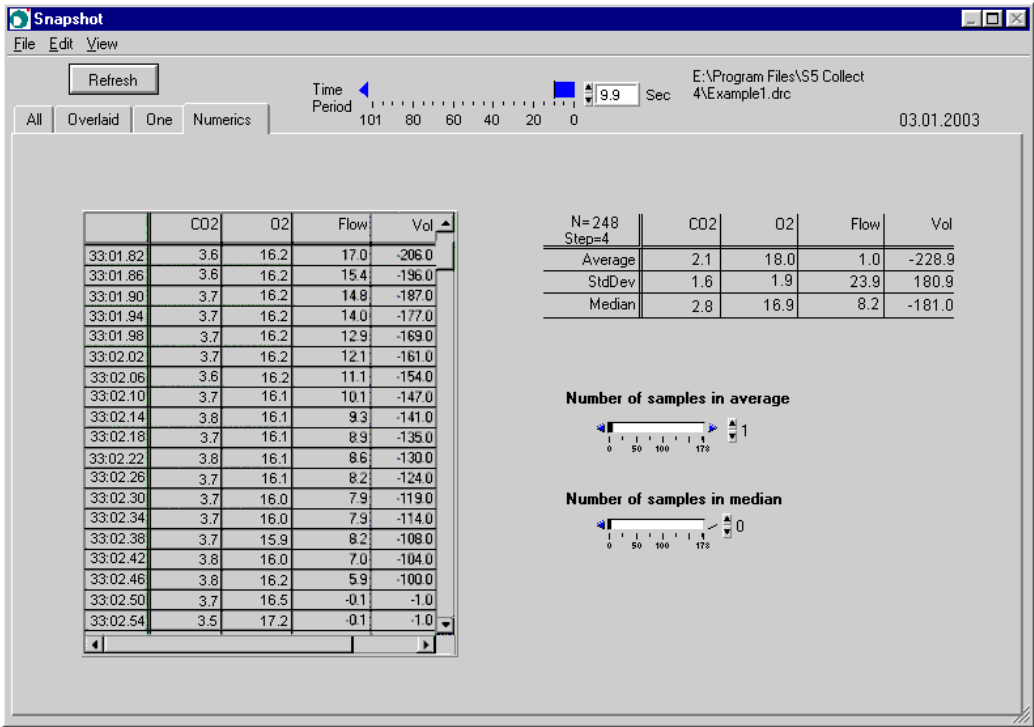 Snapshot
File Edit View
Refresh
Time Period
101 80 60 40 20 0
9.9 Sec
E:\Program Files\S5 Collect
4\Example1.drc
All Overlaid One Numerics
03.01.2003
CO2 O2 Flow Vol
33:01.82 3.6 16.2 17.0 -206.0
33:01.86 3.6 16.2 15.4 -196.0
33:01.90 3.7 16.2 14.8 -187.0
33:01.94 3.7 16.2 14.0 -177.0
33:01.98 3.7 16.2 12.9 -169.0
33:02.02 3.7 16.2 12.1 -161.0
33:02.06 3.6 16.2 11.1 -154.0
33:02.10 3.7 16.1 10.1 -147.0
33:02.14 3.8 16.1 9.3 -141.0
33:02.18 3.7 16.1 8.9 -135.0
33:02.22 3.8 16.1 8.6 -130.0
33:02.26 3.7 16.1 8.2 -124.0
33:02.30 3.7 16.0 7.9 -119.0
33:02.34 3.7 16.0 7.9 -114.0
33:02.38 3.7 15.9 8.2 -108.0
33:02.42 3.8 16.0 7.0 -104.0
33:02.46 3.8 16.2 5.9 -100.0
33:02.50 3.7 16.5 -0.1 -1.0
33:02.54 3.5 17.2 -0.1 -1.0
N=248
Step=4
CO2 O2 Flow Vol
Average 2.1 18.0 1.0 -228.9
StdDev 1.6 1.9 23.9 180.9
Median 2.8 16.9 8.2 -181.0
Number of samples in average
1
0 50 100 178
Number of samples in median
0
0 50 100 178